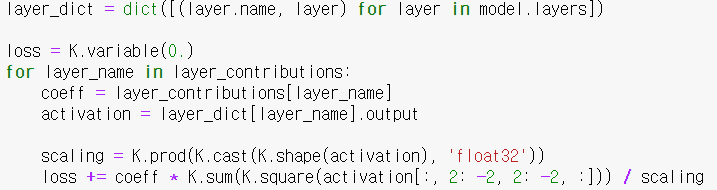 layer_dict = dict([(layer.name, layer) for layer in model.layers])
loss = K.variable(0.)
for layer_name in layer_contributions:
    coeff = layer_contributions[layer_name]
    activation = layer_dict[layer_name].output
    scaling = K.prod(K.cast(K.shape(activation), 'float32'))
    loss += coeff * K.sum(K.square(activation[:, 2: -2, 2: -2, :])) / scaling